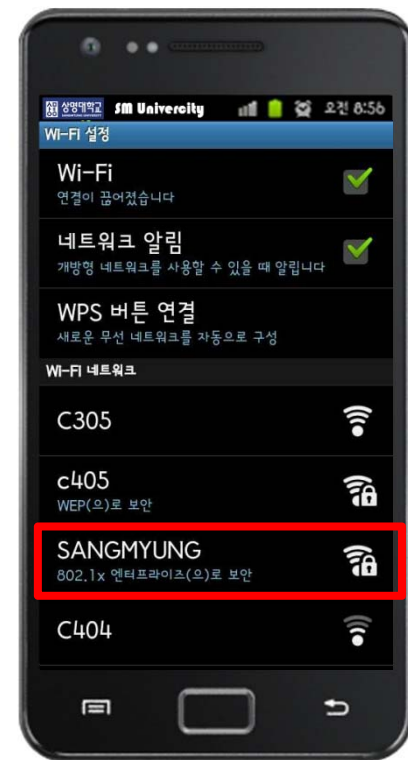 상명대학교 SM Univercity 오전 8:56
Wi-Fi 설정
Wi-Fi
연결이 끊어졌습니다
네트워크 알림
개방형 네트워크를 사용할 수 있을 때 알립니다
WPS 버튼 연결
새로운 무선 네트워크를 자동으로 구성
Wi-Fi 네트워크
C305
c405
WEP(으)로 보안
SANGMYUNG
802.1x 엔터프라이즈(으)로 보안
C404